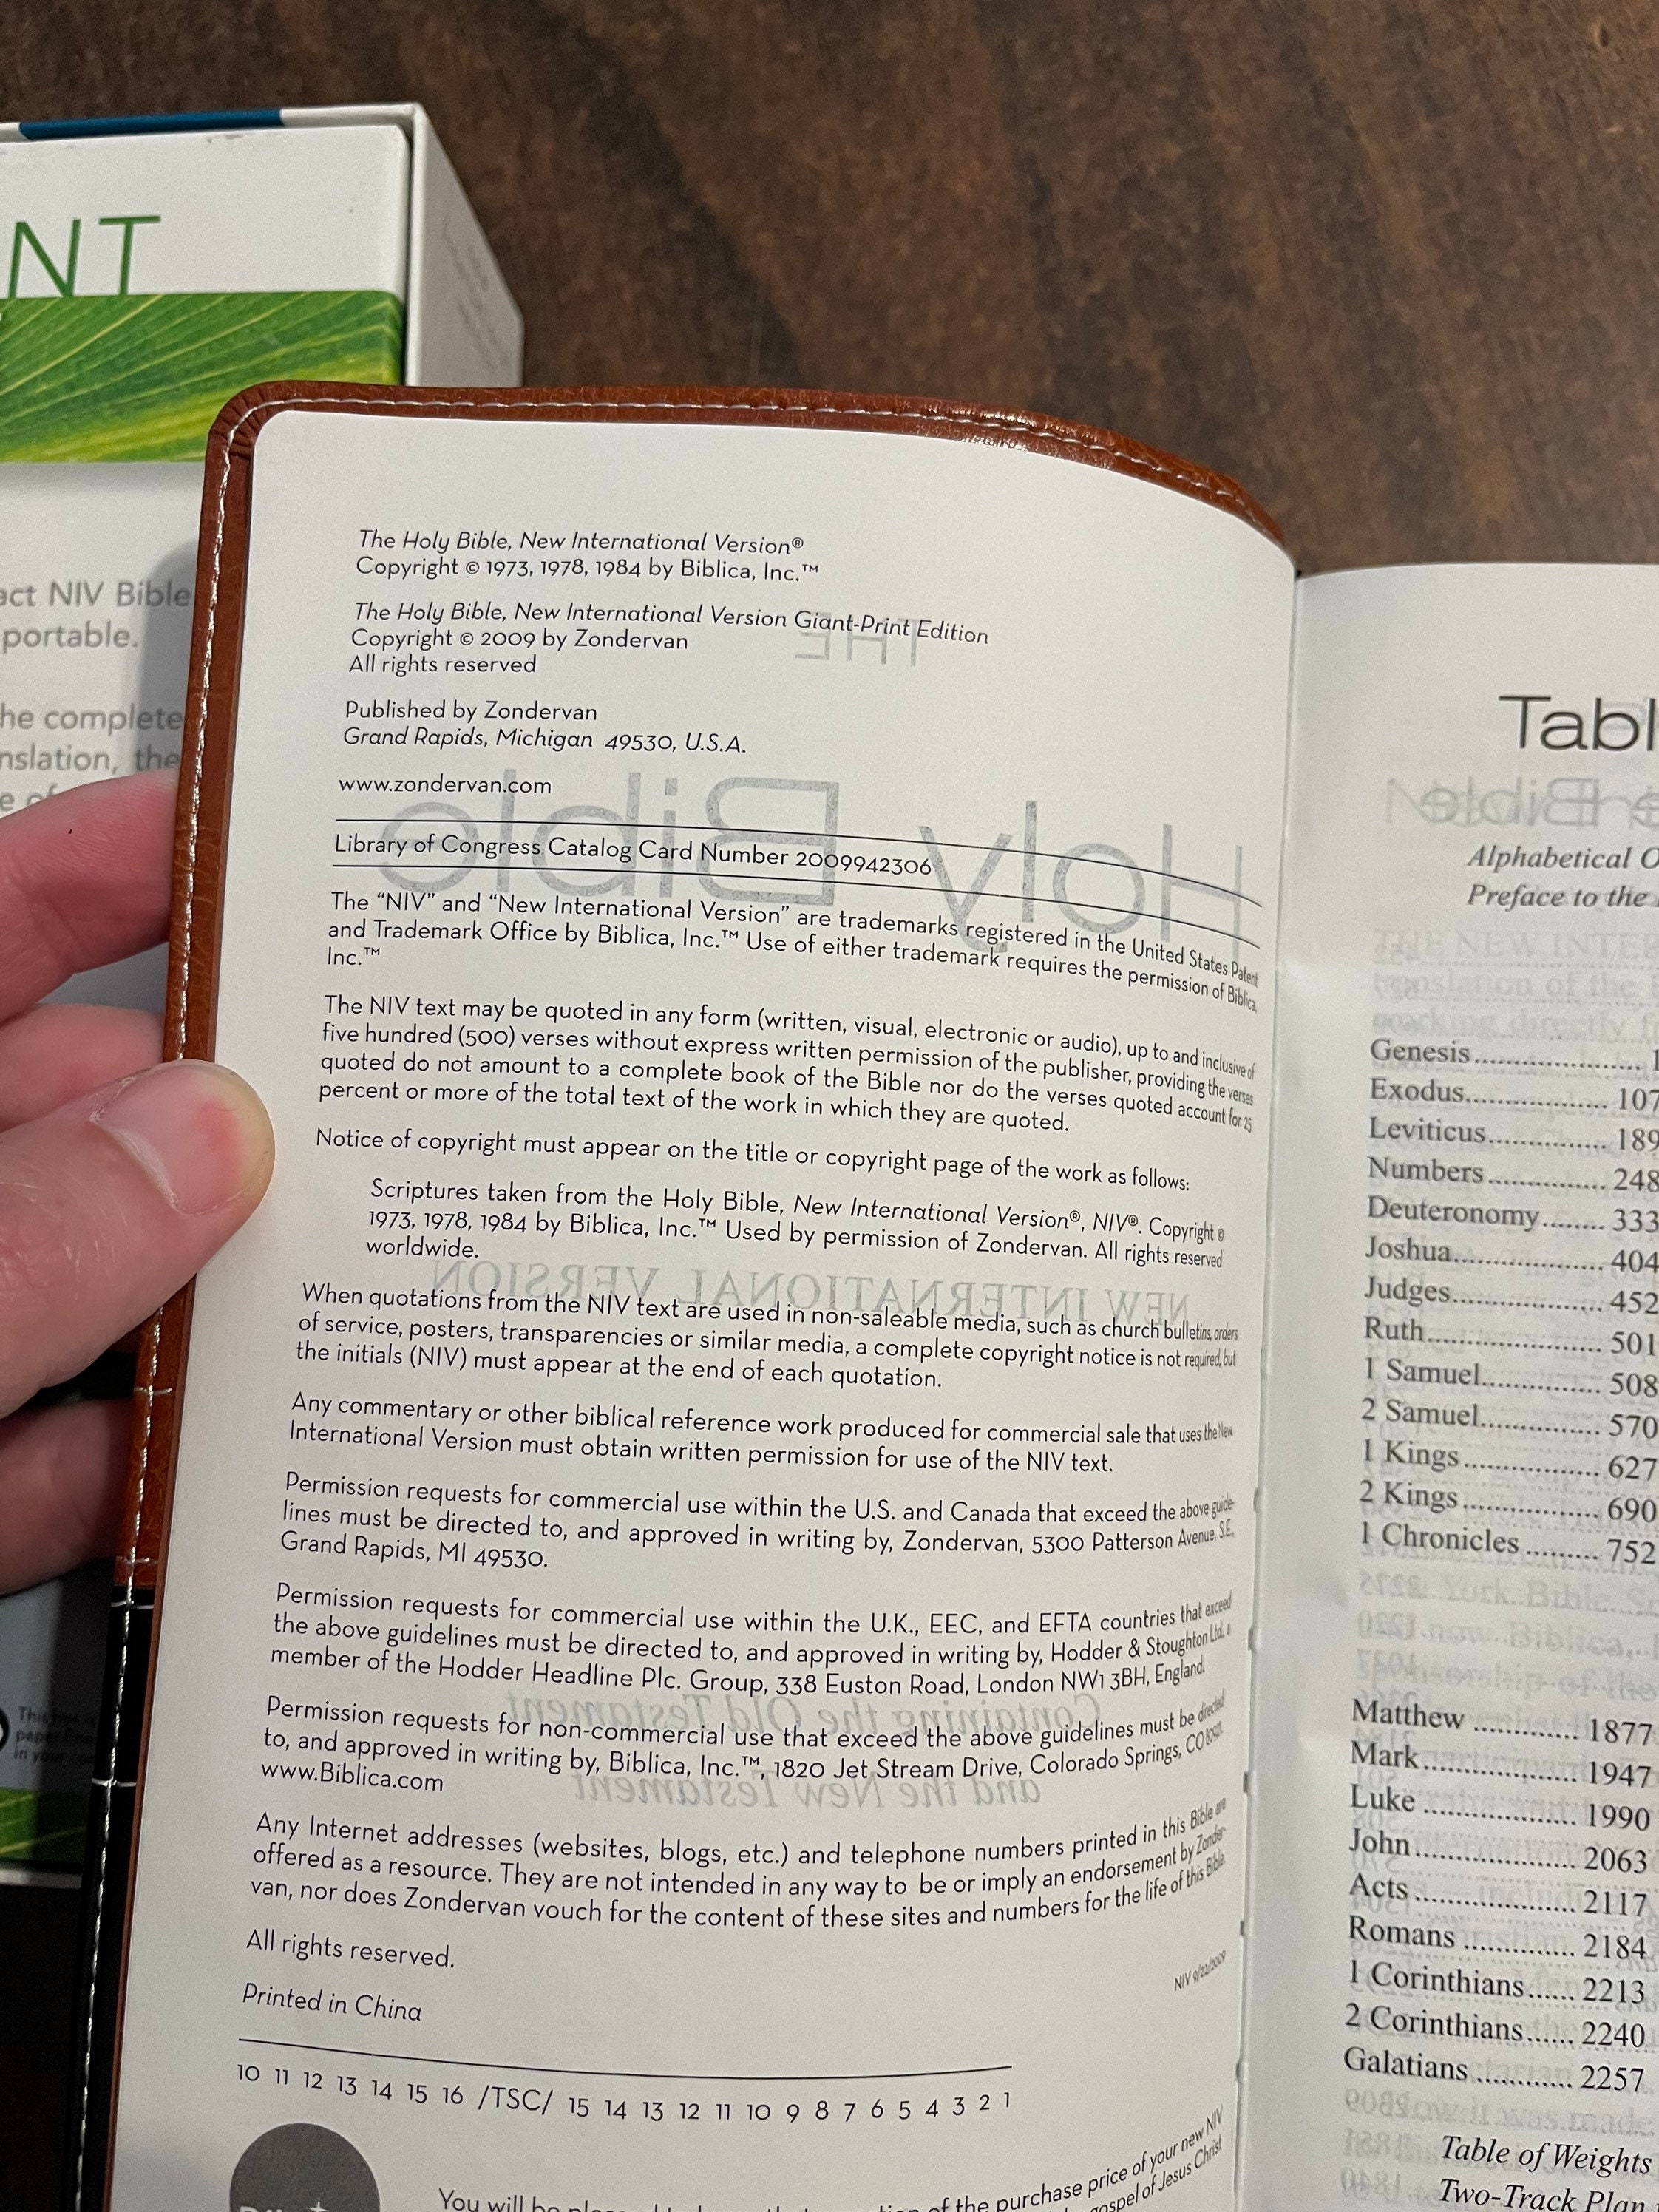 NT
act NIV Bible
portable.
he complete
nslation, the
e of
The Holy Bible, New International Version®
Copyright © 1973, 1978, 1984 by Biblica, Inc.™
The Holy Bible, New International Version Giant-Print Edition
Copyright © 2009 by Zondervan
All rights reserved
Published by Zondervan
Grand Rapids, Michigan 49530, U.S.A.
www.zondervan.com
Library of Congress Catalog Card Number 2009942306
The “NIV” and “New International Version” are trademarks registered in the United States Patent
and Trademark Office by Biblica, Inc.™ Use of either trademark requires the permission of Biblica,
Inc.™
The NIV text may be quoted in any form (written, visual, electronic or audio), up to and inclusive of
five hundred (500) verses without express written permission of the publisher, providing the verses
quoted do not amount to a complete book of the Bible nor do the verses quoted account for 25
percent or more of the total text of the work in which they are quoted.
Notice of copyright must appear on the title or copyright page of the work as follows:
Scriptures taken from the Holy Bible, New International Version®, NIV®. Copyright ©
1973, 1978, 1984 by Biblica, Inc.™ Used by permission of Zondervan. All rights reserved
worldwide.
When quotations from the NIV text are used in non-saleable media, such as church bulletins, orders
of service, posters, transparencies or similar media, a complete copyright notice is not required, but
the initials (NIV) must appear at the end of each quotation.
Any commentary or other biblical reference work produced for commercial sale that uses the New
International Version must obtain written permission for use of the NIV text.
Permission requests for commercial use within the U.S. and Canada that exceed the above guide-
lines must be directed to, and approved in writing by, Zondervan, 5300 Patterson Avenue, S.E.,
Grand Rapids, MI 49530.
Permission requests for commercial use within the U.K., EEC, and EFTA countries that exceed
the above guidelines must be directed to, and approved in writing by, Hodder & Stoughton Ltd., a
member of the Hodder Headline Plc. Group, 338 Euston Road, London NW1 3BH, England.
Permission requests for non-commercial use that exceed the above guidelines must be directed
to, and approved in writing by, Biblica, Inc.™, 1820 Jet Stream Drive, Colorado Springs, CO 80921.
www.Biblica.com
Any Internet addresses (websites, blogs, etc.) and telephone numbers printed in this Bible are
offered as a resource. They are not intended in any way to be or imply an endorsement by Zonder-
van, nor does Zondervan vouch for the content of these sites and numbers for the life of this Bible.
All rights reserved.
NIV 9/22/2009
Printed in China
10 11 12 13 14 15 16 /TSC/ 15 14 13 12 11 10 9 8 7 6 5 4 3 2 1
of the purchase price of your new NIV
gospel of Jesus Christ
You will be
Tabl
Alphabetical O
Preface to the
Genesis.................... 1
Exodus.................... 107
Leviticus................ 189
Numbers................ 248
Deuteronomy........ 333
Joshua.................... 404
Judges.................... 452
Ruth....................... 501
1 Samuel................ 508
2 Samuel................ 570
1 Kings................... 627
2 Kings................... 690
1 Chronicles ......... 752
Matthew .............. 1877
Mark..................... 1947
Luke ..................... 1990
John...................... 2063
Acts ...................... 2117
Romans ............... 2184
1 Corinthians...... 2213
2 Corinthians...... 2240
Galatians ............ 2257
Table of Weights
Two-Track Plan